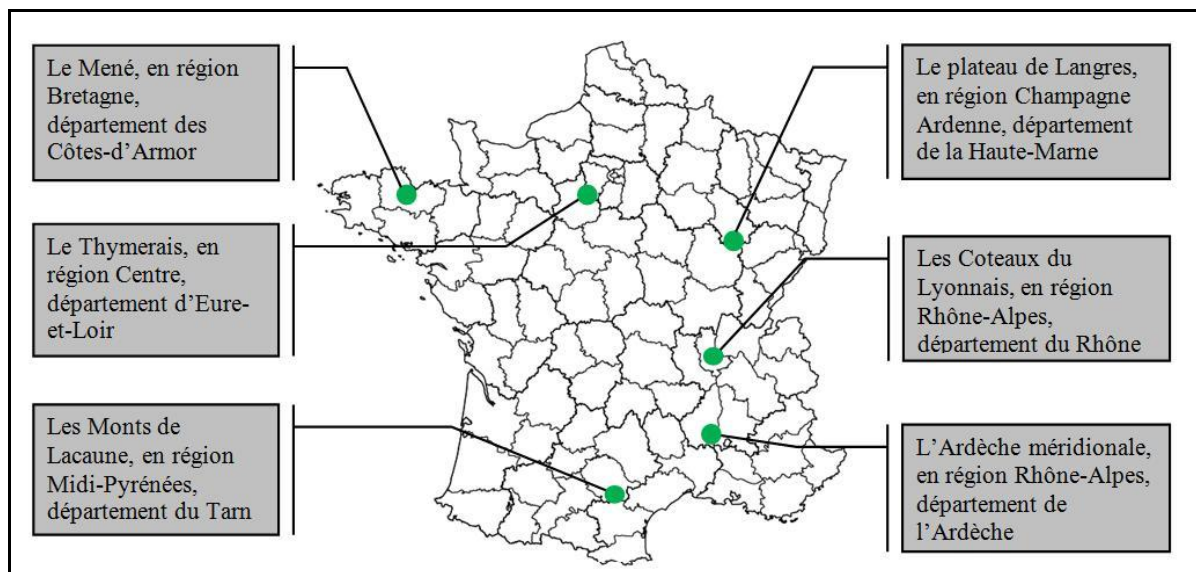 Le Mené, en région
Bretagne,
département des
Côtes-d’Armor
Le Thymerais, en
région Centre,
département d’Eure-
et-Loir
Les Monts de
Lacaune, en région
Midi-Pyrénées,
département du Tarn
Le plateau de Langres,
en région Champagne
Ardenne, département
de la Haute-Marne
Les Coteaux du
Lyonnais, en région
Rhône-Alpes,
département du Rhône
L’Ardèche méridionale,
en région Rhône-Alpes,
département de
l’Ardèche